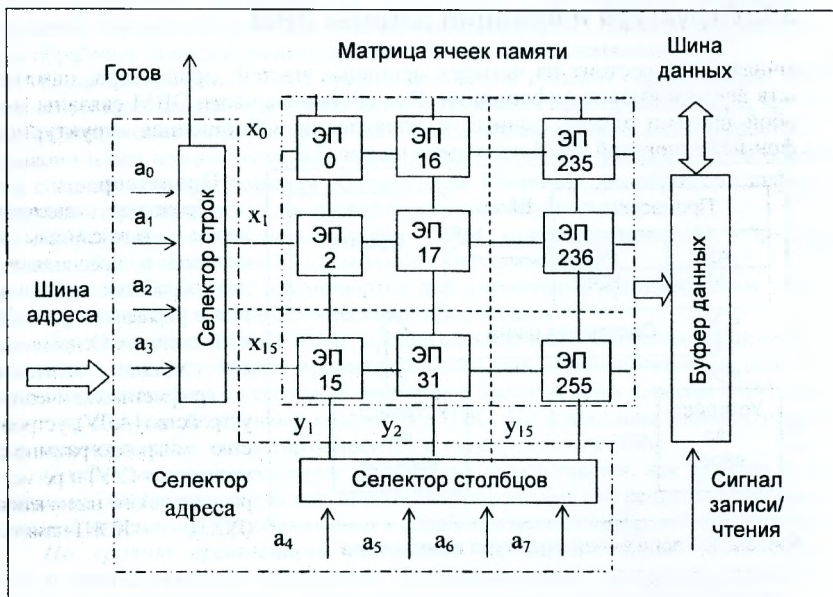 Готов
Матрица ячеек памяти
Шина
данных
x0
ЭП
0
ЭП
16
ЭП
235
a0
a1
a2
a3
Селектор строк
x1
ЭП
2
ЭП
17
ЭП
236
Шина
адреса
x15
ЭП
15
ЭП
31
ЭП
255
Буфер данных
y1
y2
y15
Селектор
адреса
Селектор столбцов
Сигнал
записи/
чтения
a4
a5
a6
a7